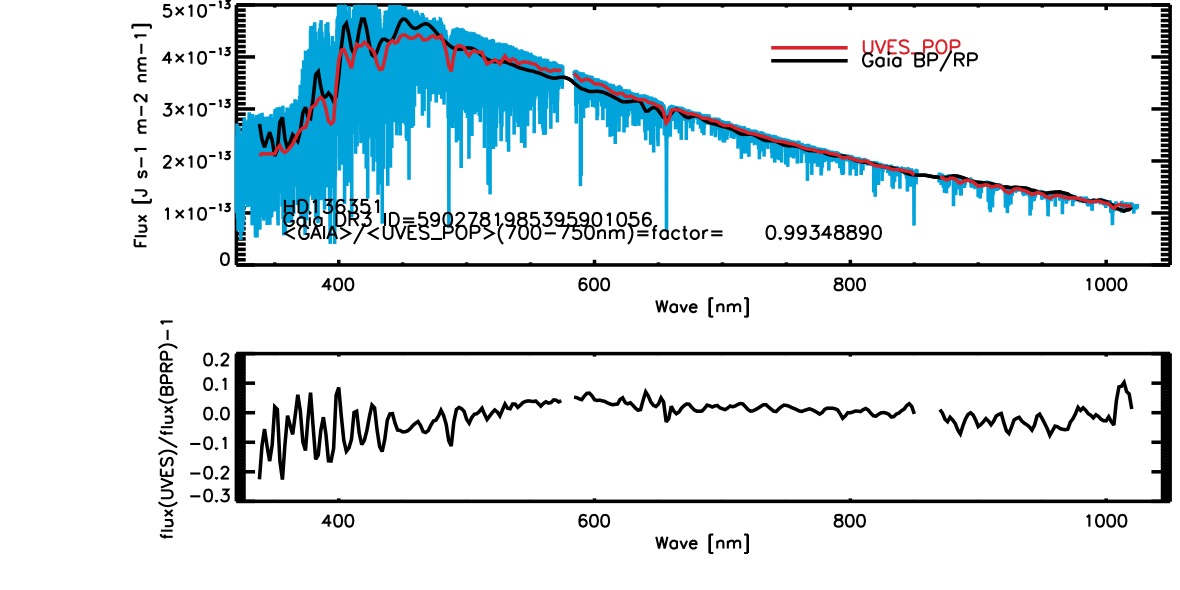 5×10−13
4×10−13
3×10−13
2×10−13
1×10−13
0
Flux [J s−1 m−2 nm−1]
UVES_POP
Gaia BP/RP
HD136351
Gaia DR3 ID=5902781985395901056
<GAIA>/<UVES_POP>(700−750nm)=factor= 0.99348890
400 600 800 1000
Wave [nm]
0.2
0.1
0.0
−0.1
−0.2
−0.3
flux(UVES)/flux(BPRP)−1
400 600 800 1000
Wave [nm]